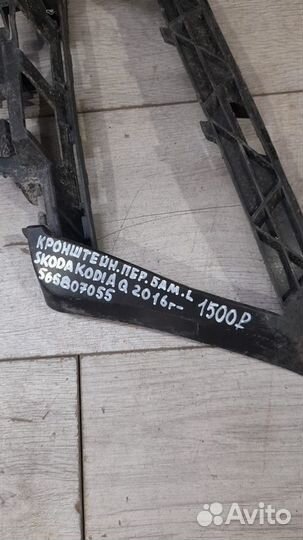 КРОНШТЕЙН.ПЕР.БАМ.L
SKODA KODIAQ 2016г-
566807055
1500₽
Avito